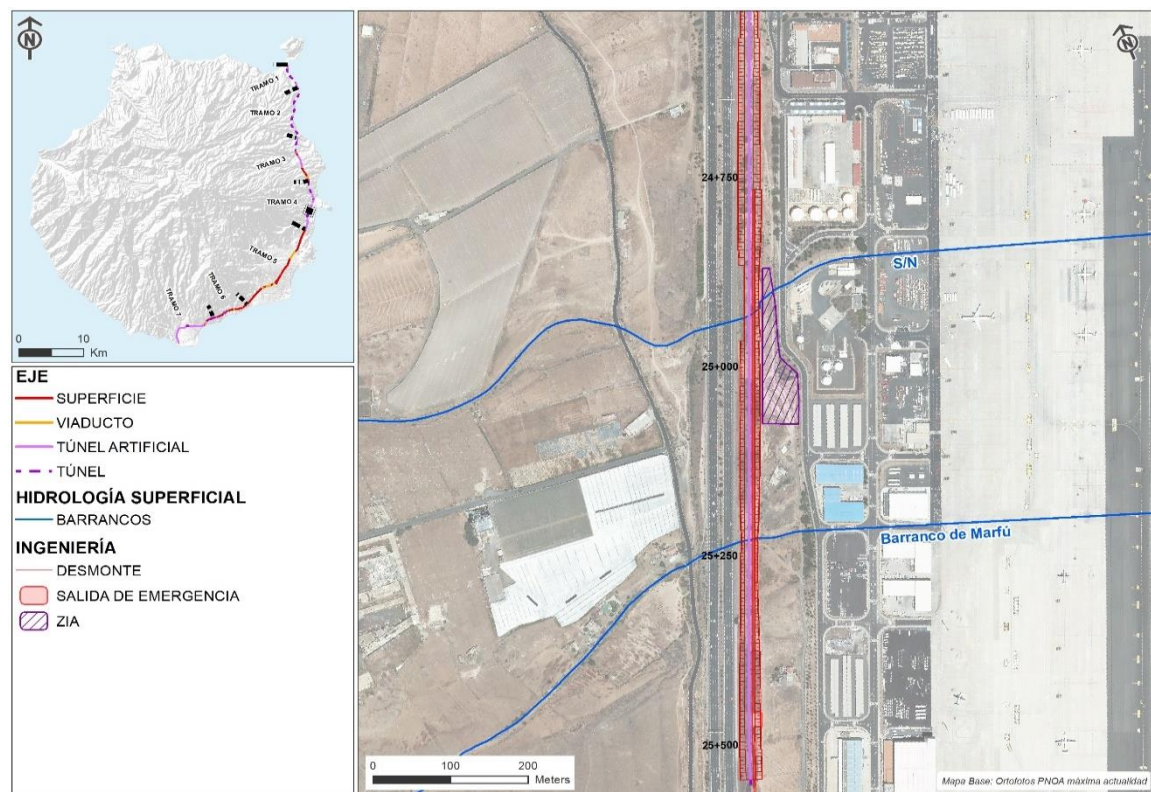 N
TRAMO 1
TRAMO 2
TRAMO 3
TRAMO 4
TRAMO 5
TRAMO 6
TRAMO 7
0 10
Km
EJE
SUPERFICIE
VIADUCTO
TÚNEL ARTIFICIAL
TÚNEL
HIDROLOGÍA SUPERFICIAL
BARRANCOS
INGENIERÍA
DESMONTE
SALIDA DE EMERGENCIA
ZIA
N
24+750
S/N
25+000
Barranco de Marfú
25+250
25+500
0 100 200
Meters
Mapa Base: Ortofotos PNOA máxima actualidad